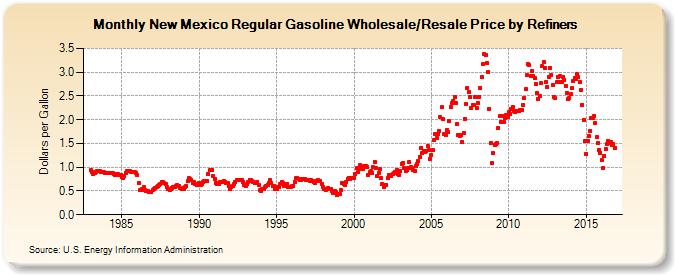 Monthly New Mexico Regular Gasoline Wholesale/Resale Price by Refiners
Dollars per Gallon
3.5
3.0
2.5
2.0
1.5
1.0
0.5
0.0
1985 1990 1995 2000 2005 2010 2015
Source: U.S. Energy Information Administration